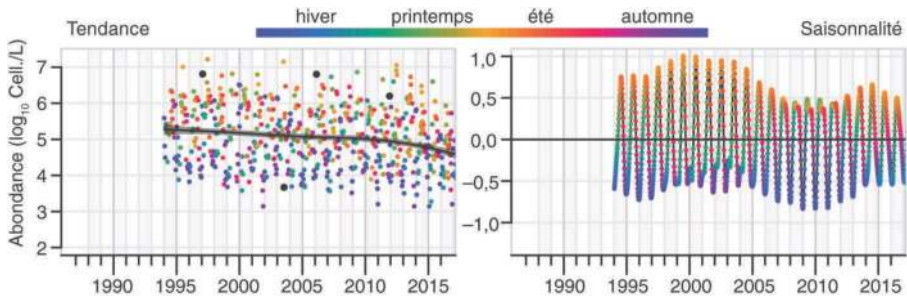 hiver printemps été automne
Tendance Saisonnalité
Abondance (log10 Cell./L)
7
6
5
4
3
2
1990 1995 2000 2005 2010 2015
1,0
0,5
0,0
−0,5
−1,0
1990 1995 2000 2005 2010 2015